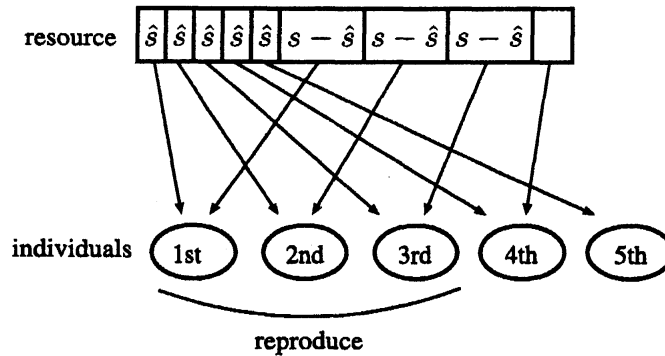 resource ŝ ŝ ŝ ŝ ŝ s − ŝ s − ŝ s − ŝ
individuals 1st 2nd 3rd 4th 5th
reproduce